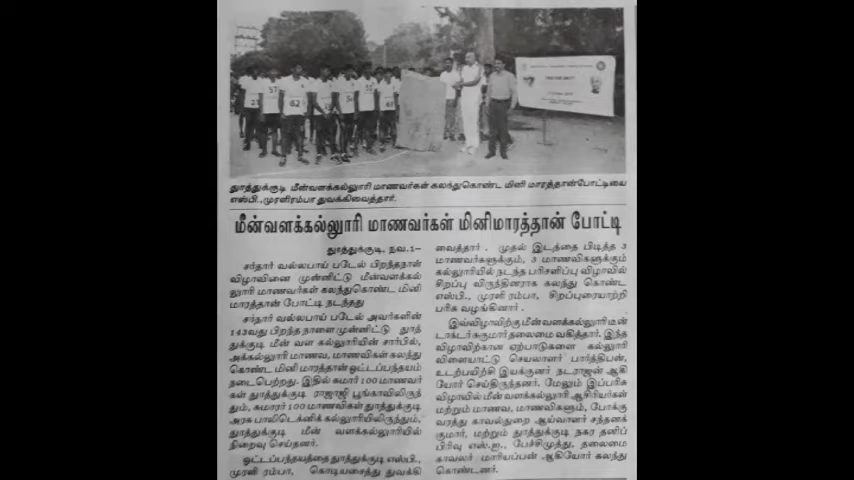 தூத்துக்குடி மீன்வளக்கல்லூரி மாணவர்கள் கலந்துகொண்ட மினி மாரத்தான்போட்டியை
எஸ்பி.,முரளிரம்பா துவக்கிவைத்தார்.
மீன்வளக்கல்லூரி மாணவர்கள் மினிமாரத்தான் போட்டி
தூத்துக்குடி, நவ.1-
சர்தார் வல்லபாய் படேல் பிறந்தநாள்
விழாவினை முன்னிட்டு மீன்வளக்கல்
லூரி மாணவர்கள் கலந்துகொண்ட மினி
மாரத்தான் போட்டி நடந்தது
சர்தார் வல்லபாய் படேல் அவர்களின்
143வது பிறந்த நாளை முன்னிட்டு தூத்
துக்குடி மீன் வள கல்லூரியின் சார்பில்,
அக்கல்லூரி மாணவ, மாணவிகள் கலந்து
கொண்ட மினி மாரத்தான் ஓட்டப்பந்தயம்
நடைபெற்றது. இதில் சுமார் 100 மாணவர்
கள் தூத்துக்குடி ராஜாஜி பூங்காவிலிருந்
தும், சுமாரர் 100 மாணவிகள் தூத்துக்குடி
அரசு பாலிடெக்னிக் கல்லூரியிலிருந்தும்,
தூத்துக்குடி மீன் வளக்கல்லூரியில்
நிறைவு செய்தனர்.
ஓட்டப்பந்தயத்தை தூத்துக்குடி எஸ்பி.,
முரளி ரம்பா, கொடியசைத்து துவக்கி
வைத்தார் . முதல் இடத்தை பிடித்த 3
மாணவர்களுக்கும், 3 மாணவிகளுக்கும்
கல்லூரியில் நடந்த பரிசளிப்பு விழாவில்
சிறப்பு விருந்தினராக கலந்து கொண்ட
எஸ்பி., முரளி ரம்பா, சிறப்புரையாற்றி
பரிசு வழங்கினார் .
இவ்விழாவிற்கு மீன்வளக்கல்லூரி டீன்
டாக்டர்சுகுமார்தலைமை வகித்தார். இந்த
விழாவிற்கான ஏற்பாடுகளை கல்லூரி
விளையாட்டு செயலாளர் பார்த்திபன்,
உடற்பயிற்சி இயக்குனர் நடராஜன் ஆகி
யோர் செய்திருந்தனர். மேலும் இப்பரிசு
விழாவில் மீன் வளக்கல்லூரி ஆசிரியர்கள்
மற்றும் மாணவ, மாணவிகளும், போக்கு
வரத்து காவல்துறை ஆய்வாளர் சந்தனக்
குமார், மற்றும் தூத்துக்குடி நகர தனிப்
பிரிவு எஸ்.ஐ., பேச்சிமுத்து, தலைமை
காவலர் மாரியப்பன் ஆகியோர் கலந்து
கொண்டனர்.